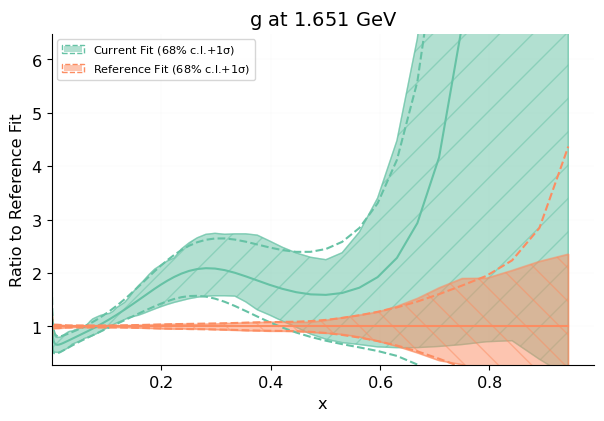 g at 1.651 GeV
Current Fit (68% c.l.+1σ)
Reference Fit (68% c.l.+1σ)
Ratio to Reference Fit
6
5
4
3
2
1
0.2 0.4 0.6 0.8
x